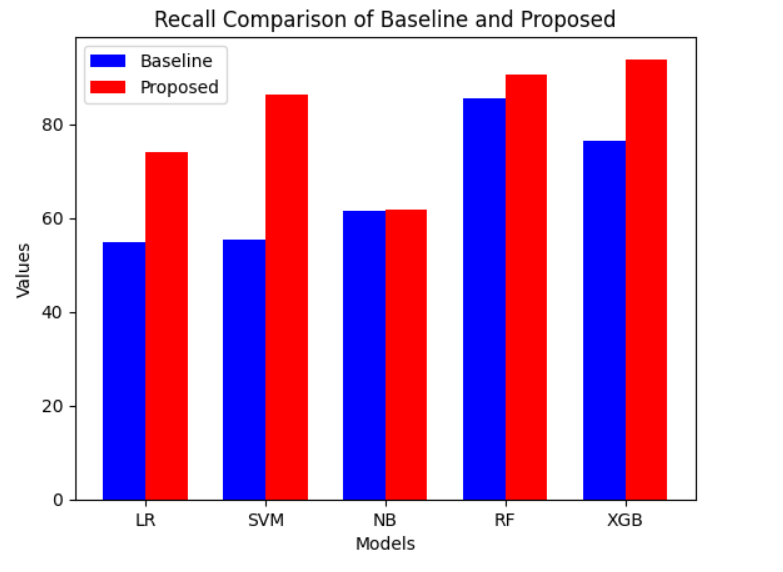 Recall Comparison of Baseline and Proposed
Baseline
Proposed
80
60
40
20
0
Values
LR SVM NB RF XGB
Models